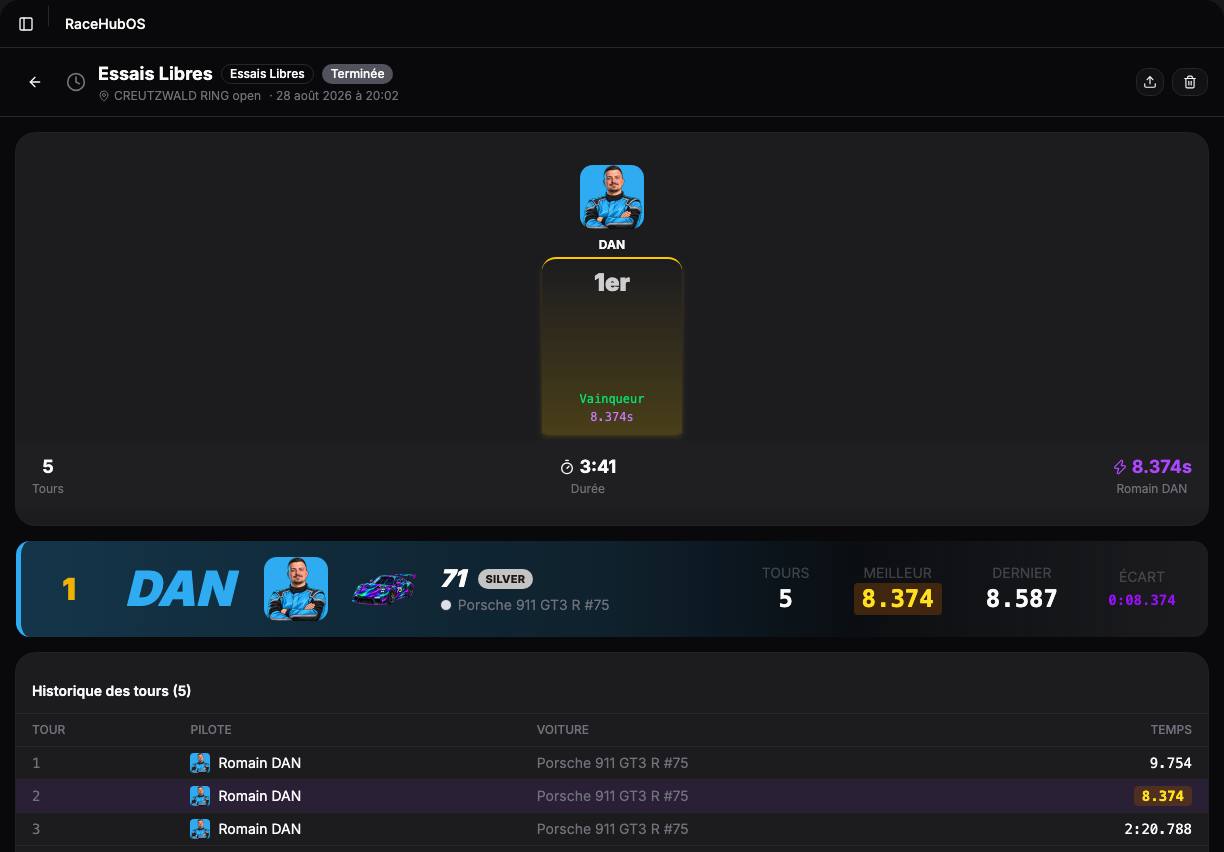 RaceHubOS
Essais Libres Essais Libres Terminée
CREUTZWALD RING open · 28 août 2026 à 20:02
DAN
1er
Vainqueur
8.374s
5 3:41 8.374s
Tours Durée Romain DAN
1 DAN 71 SILVER
Porsche 911 GT3 R #75
TOURS MEILLEUR DERNIER ÉCART
5 8.374 8.587 0:08.374
Historique des tours (5)
TOUR PILOTE VOITURE TEMPS
1 Romain DAN Porsche 911 GT3 R #75 9.754
2 Romain DAN Porsche 911 GT3 R #75 8.374
3 Romain DAN Porsche 911 GT3 R #75 2:20.788